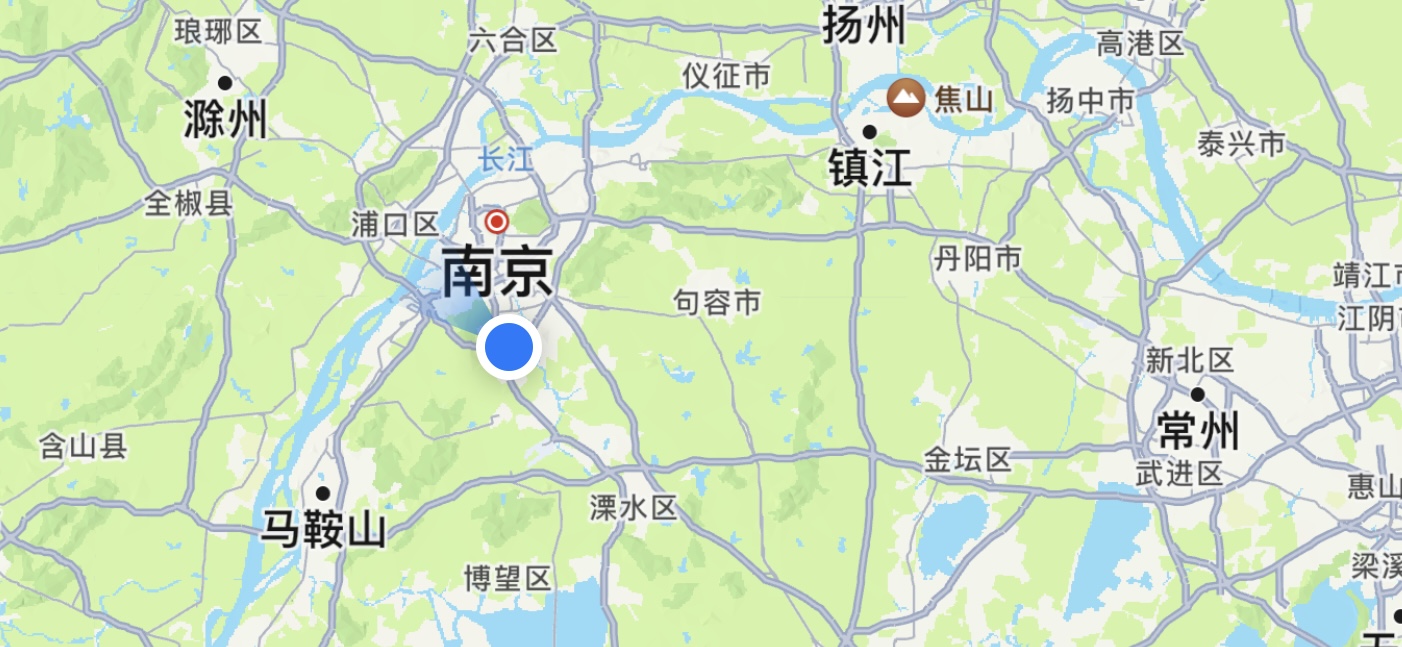 扬州
琅琊区
六合区
高港区
仪征市
焦山
扬中市
滁州
泰兴市
镇江
长江
全椒县
浦口区
南京
丹阳市
靖江市
句容市
江阴市
新北区
常州
含山县
金坛区
武进区
惠山
溧水区
马鞍山
博望区
梁溪